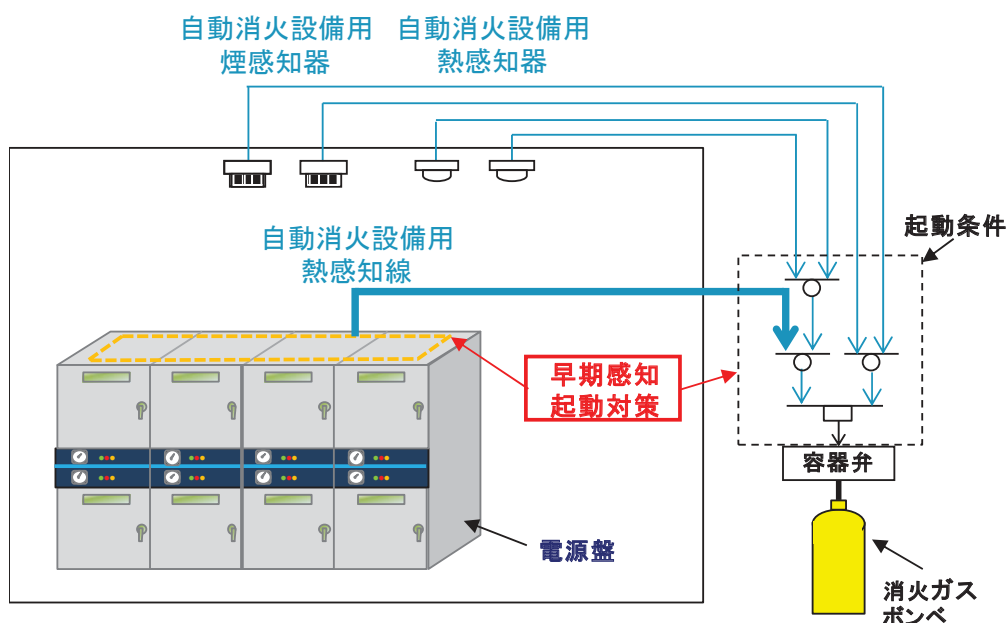 自動消火設備用
煙感知器
自動消火設備用
熱感知器
起動条件
自動消火設備用
熱感知線
早期感知
起動対策
容器弁
電源盤
消火ガス
ボンベ